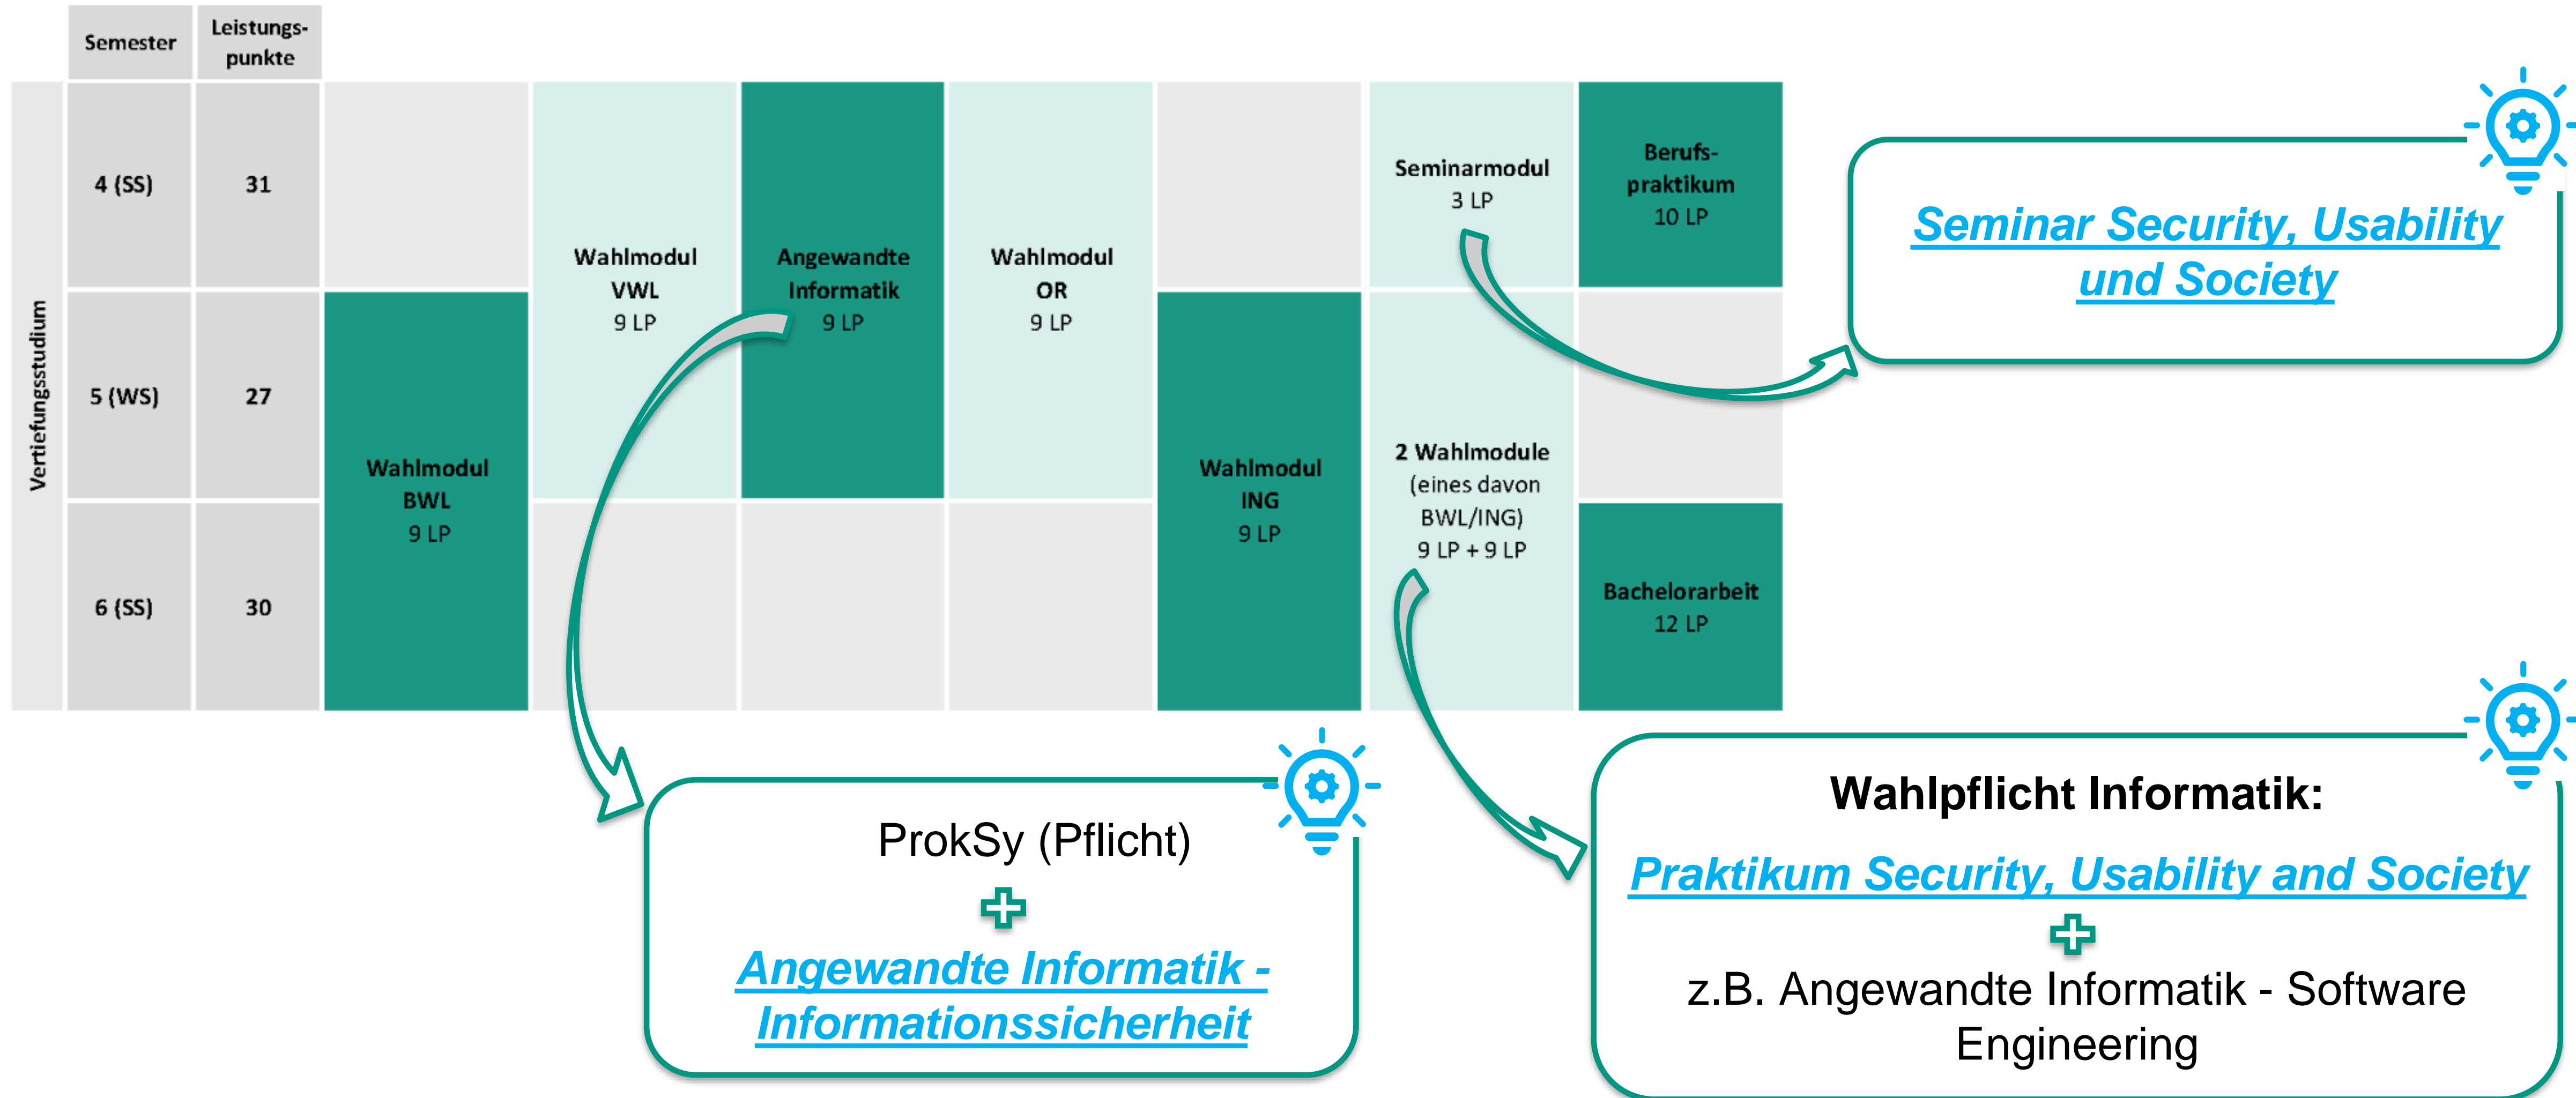 Semester
Leistungs-
punkte
Vertiefungsstudium
4 (SS)
31
5 (WS)
27
6 (SS)
30
Wahlmodul
BWL
9 LP
Wahlmodul
VWL
9 LP
Angewandte
Informatik
9 LP
Wahlmodul
OR
9 LP
Wahlmodul
ING
9 LP
Seminarmodul
3 LP
2 Wahlmodule
(eines davon
BWL/ING)
9 LP + 9 LP
Berufs-
praktikum
10 LP
Bachelorarbeit
12 LP
Seminar Security, Usability
und Society
ProkSy (Pflicht)
Angewandte Informatik -
Informationssicherheit
Wahlpflicht Informatik:
Praktikum Security, Usability and Society
z.B. Angewandte Informatik - Software
Engineering